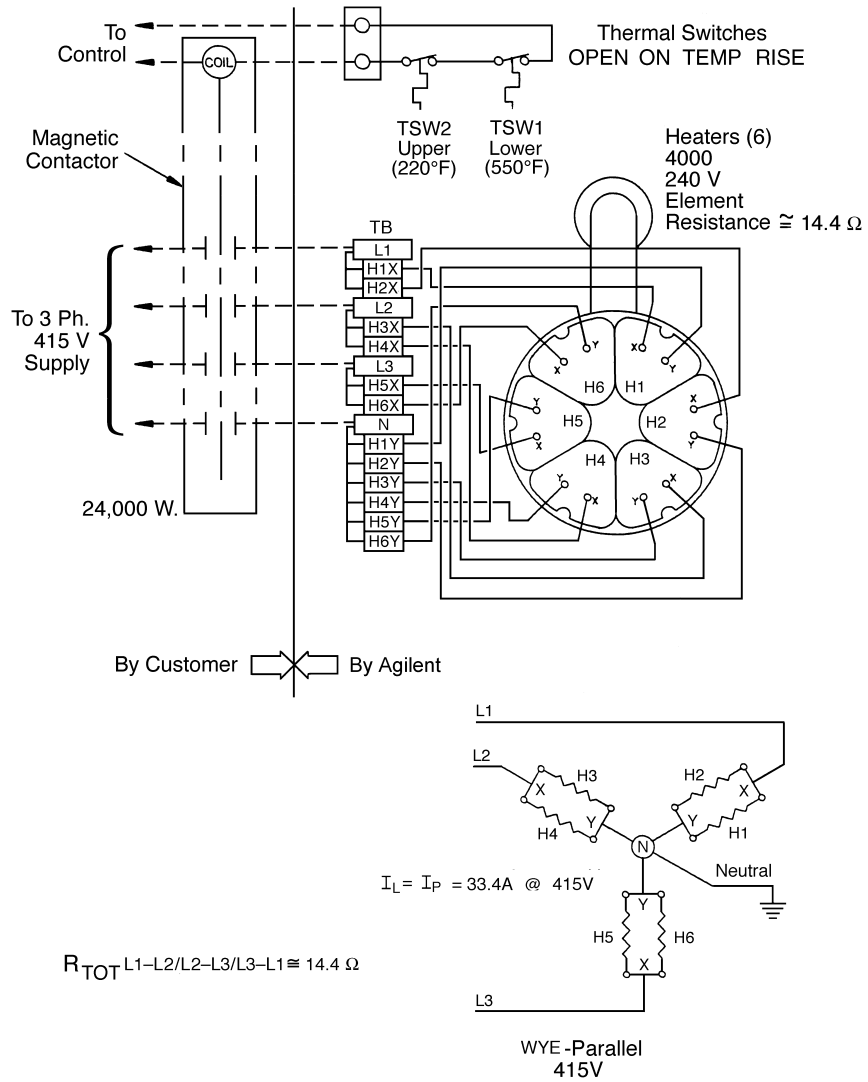 To
Control
COIL
Thermal Switches
OPEN ON TEMP RISE
TSW2
Upper
(220°F)
TSW1
Lower
(550°F)
Magnetic
Contactor
Heaters (6)
4000
240 V
Element
Resistance ≅ 14.4 Ω
TB
L1
H1X
H2X
L2
H3X
H4X
L3
H5X
H6X
N
H1Y
H2Y
H3Y
H4Y
H5Y
H6Y
To 3 Ph.
415 V
Supply
24,000 W.
Y
X
X
Y
H6
H1
Y
X
H5
H2
X
Y
H4
H3
Y
X
X
Y
By Customer
By Agilent
L1
L2
H3
X
Y
H4
H2
X
Y
H1
N
Neutral
IL = IP = 33.4A @ 415V
Y
H5
H6
X
RTOT L1–L2/L2–L3/L3–L1 ≅ 14.4 Ω
L3
WYE -Parallel
415V